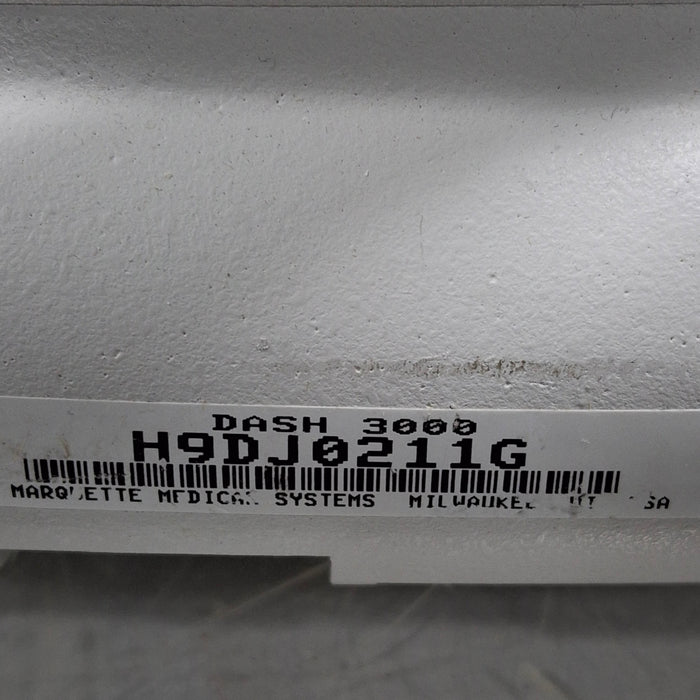 DASH 3000
H9DJ0211G
MARQUETTE MEDICAL SYSTEMS MILWAUKEE